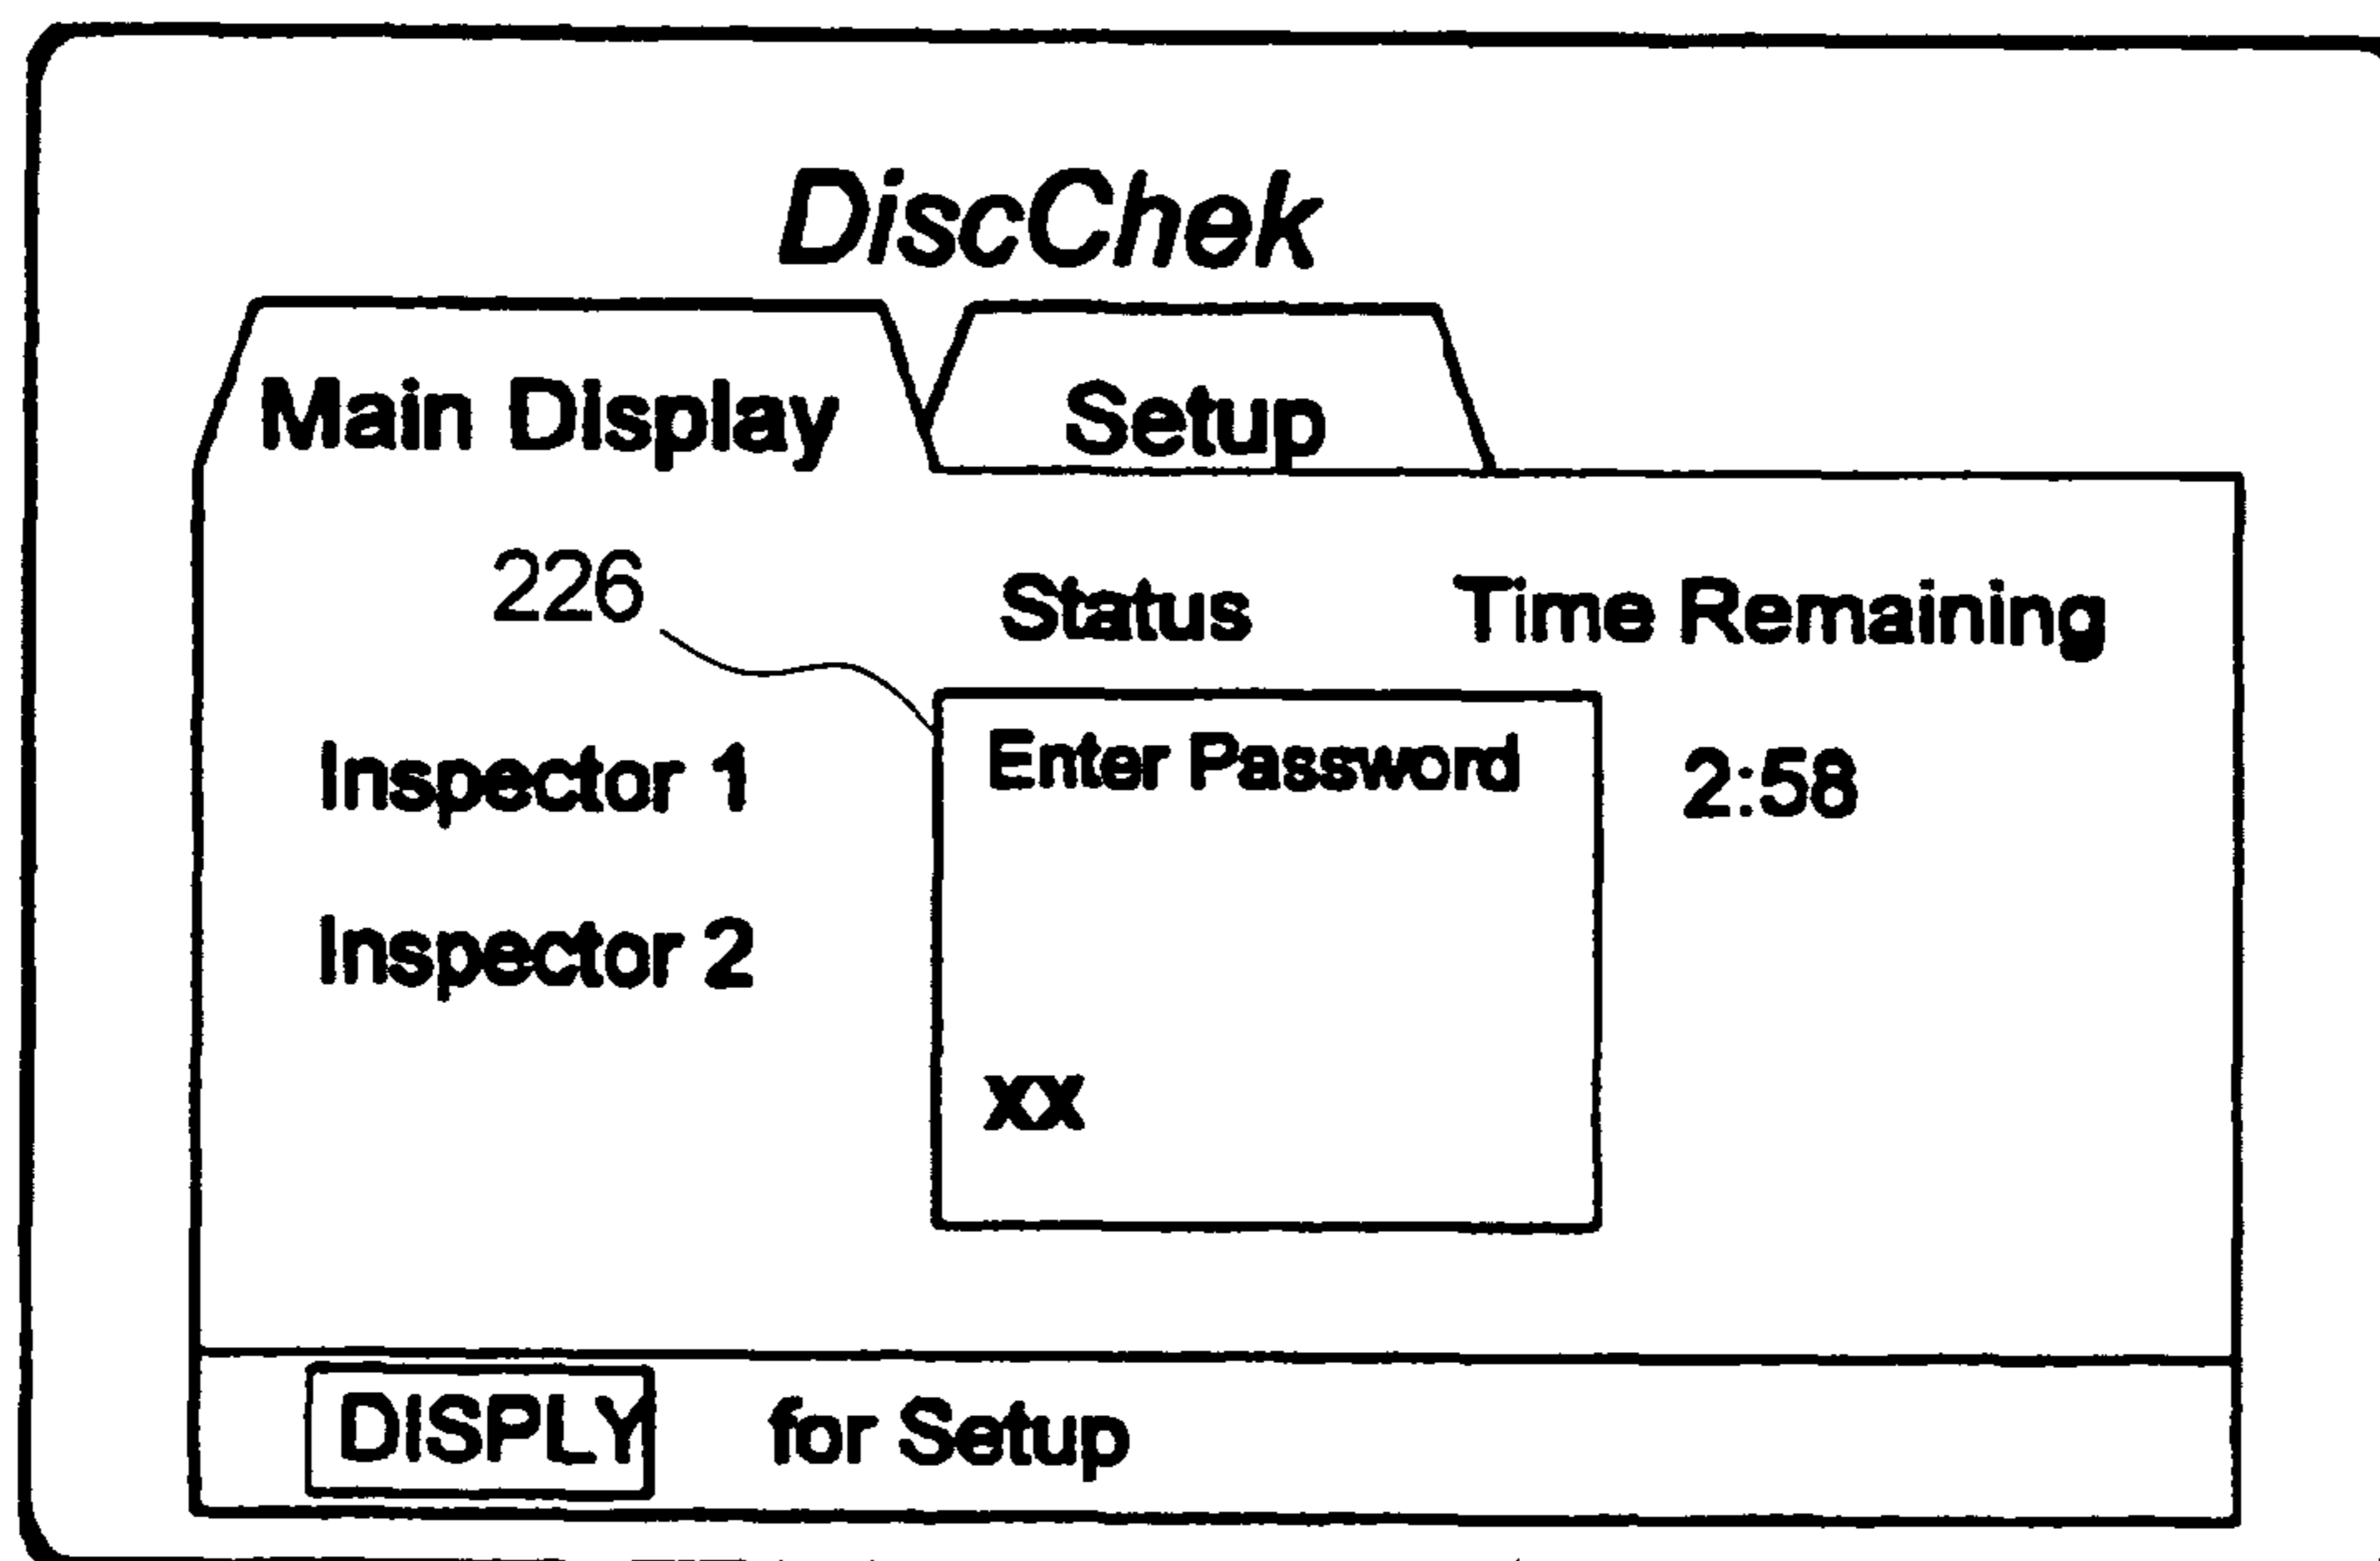 DiscChek
Main Display Setup
226 Status Time Remaining
Inspector 1 Enter Password 2:58
Inspector 2
xx
DISPLY for Setup